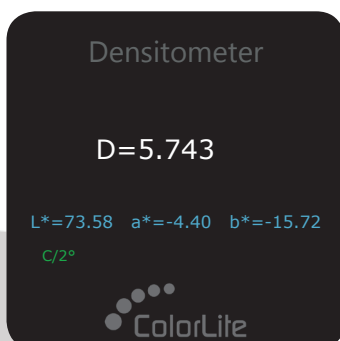 Densitometer
D=5.743
L*=73.58 a*=-4.40 b*=-15.72
C/2°
ColorLite